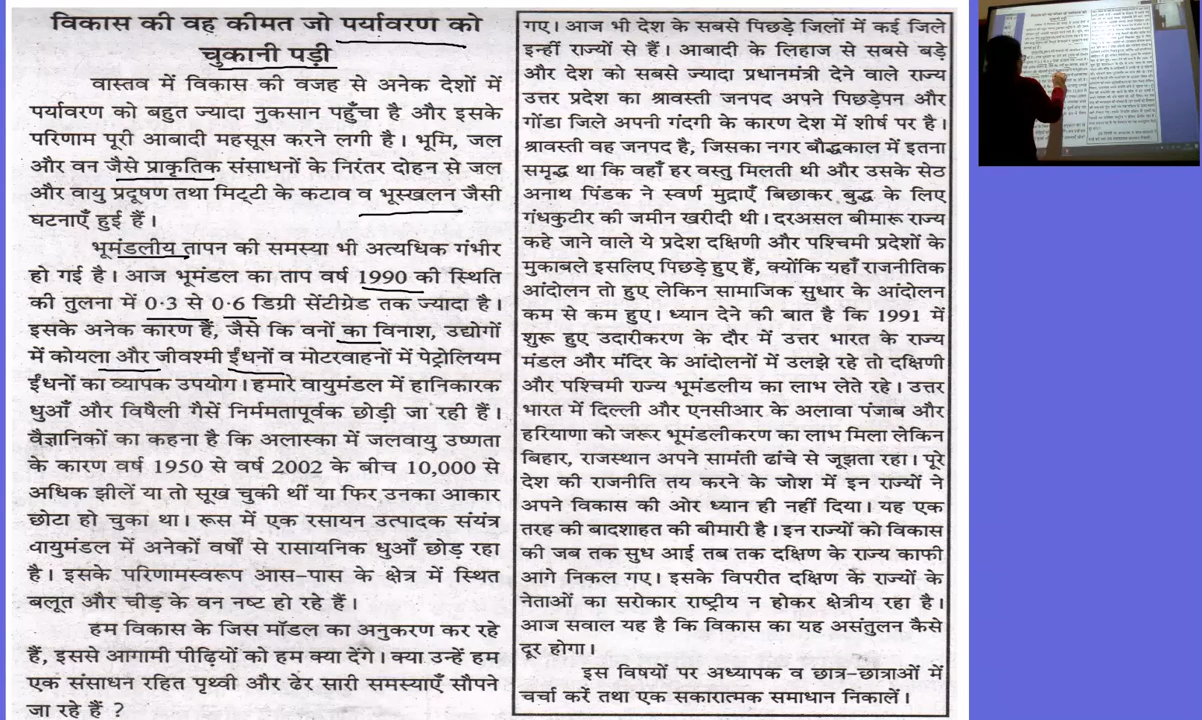 विकास की वह कीमत जो पर्यावरण को
चुकानी पड़ी
वास्तव में विकास की वजह से अनेक देशों में
पर्यावरण को बहुत ज्यादा नुकसान पहुँचा है और इसके
परिणाम पूरी आबादी महसूस करने लगी है। भूमि, जल
और वन जैसे प्राकृतिक संसाधनों के निरंतर दोहन से जल
और वायु प्रदूषण तथा मिट्टी के कटाव व भूस्खलन जैसी
घटनाएँ हुई हैं।
भूमंडलीय तापन की समस्या भी अत्यधिक गंभीर
हो गई है। आज भूमंडल का ताप वर्ष 1990 की स्थिति
की तुलना में 0·3 से 0·6 डिग्री सेंटीग्रेड तक ज्यादा है।
इसके अनेक कारण हैं, जैसे कि वनों का विनाश, उद्योगों
में कोयला और जीवश्मी ईंधनों व मोटरवाहनों में पेट्रोलियम
ईंधनों का व्यापक उपयोग। हमारे वायुमंडल में हानिकारक
धुआँ और विषैली गैसें निर्ममतापूर्वक छोड़ी जा रही हैं।
वैज्ञानिकों का कहना है कि अलास्का में जलवायु उष्णता
के कारण वर्ष 1950 से वर्ष 2002 के बीच 10,000 से
अधिक झीलें या तो सूख चुकी थीं या फिर उनका आकार
छोटा हो चुका था। रूस में एक रसायन उत्पादक संयंत्र
वायुमंडल में अनेकों वर्षों से रासायनिक धुआँ छोड़ रहा
है। इसके परिणामस्वरूप आस-पास के क्षेत्र में स्थित
बलूत और चीड़ के वन नष्ट हो रहे हैं।
हम विकास के जिस मॉडल का अनुकरण कर रहे
हैं, इससे आगामी पीढ़ियों को हम क्या देंगे। क्या उन्हें हम
एक संसाधन रहित पृथ्वी और ढेर सारी समस्याएँ सौपने
जा रहे हैं ?
गए। आज भी देश के सबसे पिछड़े जिलों में कई जिले
इन्हीं राज्यों से हैं। आबादी के लिहाज से सबसे बड़े
और देश को सबसे ज्यादा प्रधानमंत्री देने वाले राज्य
उत्तर प्रदेश का श्रावस्ती जनपद अपने पिछड़ेपन और
गोंडा जिले अपनी गंदगी के कारण देश में शीर्ष पर है।
श्रावस्ती वह जनपद है, जिसका नगर बौद्धकाल में इतना
समृद्ध था कि वहाँ हर वस्तु मिलती थी और उसके सेठ
अनाथ पिंडक ने स्वर्ण मुद्राएँ बिछाकर बुद्ध के लिए
गंधकुटीर की जमीन खरीदी थी। दरअसल बीमारू राज्य
कहे जाने वाले ये प्रदेश दक्षिणी और पश्चिमी प्रदेशों के
मुकाबले इसलिए पिछड़े हुए हैं, क्योंकि यहाँ राजनीतिक
आंदोलन तो हुए लेकिन सामाजिक सुधार के आंदोलन
कम से कम हुए। ध्यान देने की बात है कि 1991 में
शुरू हुए उदारीकरण के दौर में उत्तर भारत के राज्य
मंडल और मंदिर के आंदोलनों में उलझे रहे तो दक्षिणी
और पश्चिमी राज्य भूमंडलीय का लाभ लेते रहे। उत्तर
भारत में दिल्ली और एनसीआर के अलावा पंजाब और
हरियाणा को जरूर भूमंडलीकरण का लाभ मिला लेकिन
बिहार, राजस्थान अपने सामंती ढांचे से जूझता रहा। पूरे
देश की राजनीति तय करने के जोश में इन राज्यों ने
अपने विकास की ओर ध्यान ही नहीं दिया। यह एक
तरह की बादशाहत की बीमारी है। इन राज्यों को विकास
की जब तक सुध आई तब तक दक्षिण के राज्य काफी
आगे निकल गए। इसके विपरीत दक्षिण के राज्यों के
नेताओं का सरोकार राष्ट्रीय न होकर क्षेत्रीय रहा है।
आज सवाल यह है कि विकास का यह असंतुलन कैसे
दूर होगा।
इस विषयों पर अध्यापक व छात्र-छात्राओं में
चर्चा करें तथा एक सकारात्मक समाधान निकालें।